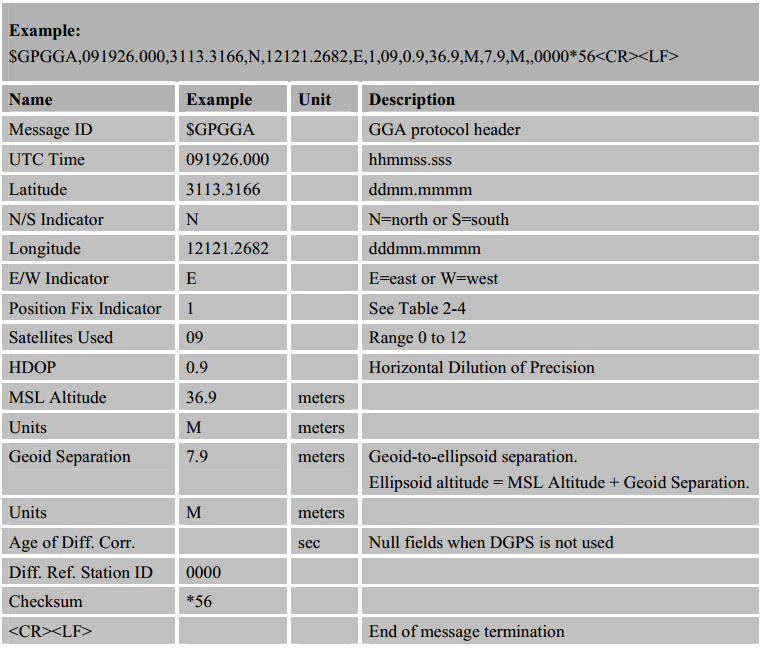 Example:
$GPGGA,091926.000,3113.3166,N,12121.2682,E,1,09,0.9,36.9,M,7.9,M,,0000*56<CR><LF>
Name Example Unit Description
Message ID $GPGGA GGA protocol header
UTC Time 091926.000 hhmmss.sss
Latitude 3113.3166 ddmm.mmmm
N/S Indicator N N=north or S=south
Longitude 12121.2682 dddmm.mmmm
E/W Indicator E E=east or W=west
Position Fix Indicator 1 See Table 2-4
Satellites Used 09 Range 0 to 12
HDOP 0.9 Horizontal Dilution of Precision
MSL Altitude 36.9 meters
Units M meters
Geoid Separation 7.9 meters Geoid-to-ellipsoid separation.
Ellipsoid altitude = MSL Altitude + Geoid Separation.
Units M meters
Age of Diff. Corr. sec Null fields when DGPS is not used
Diff. Ref. Station ID 0000
Checksum *56
<CR><LF> End of message termination